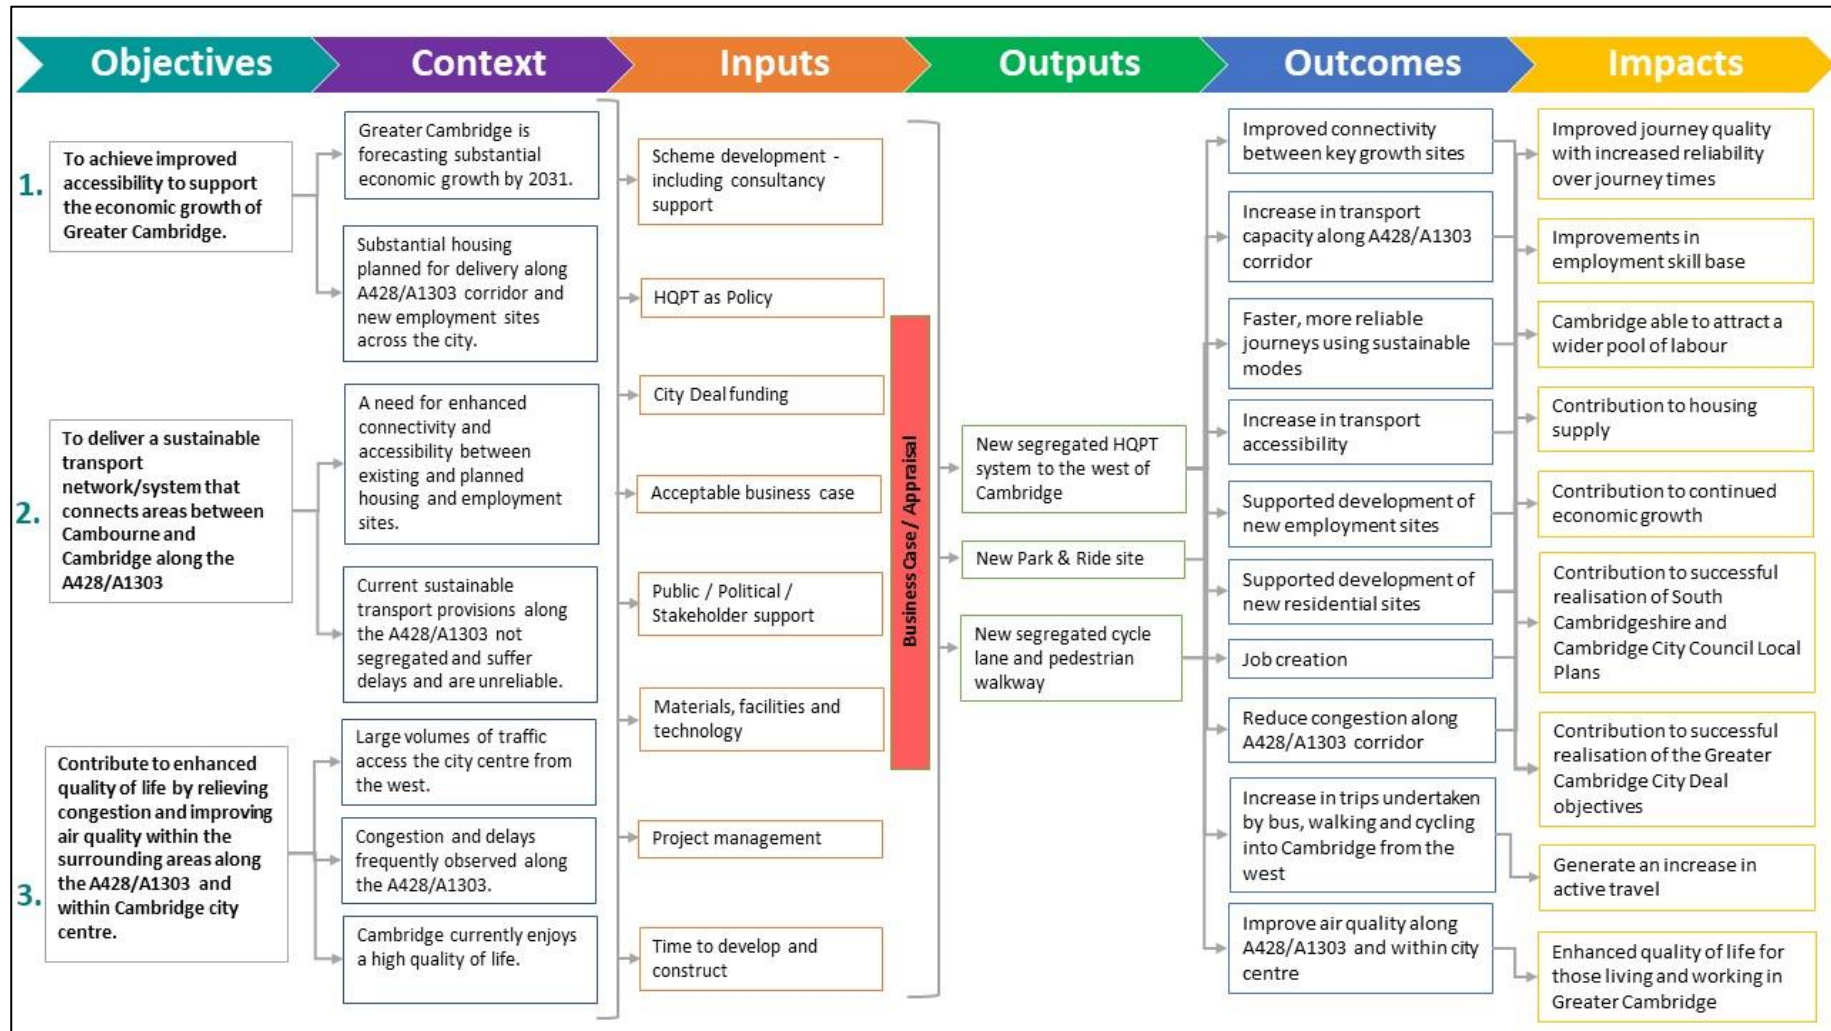 Objectives
Context
Inputs
Outputs
Outcomes
Impacts
1.
To achieve improved
accessibility to support
the economic growth of
Greater Cambridge.
2.
To deliver a sustainable
transport
network/system that
connects areas between
Cambourne and
Cambridge along the
A428/A1303
3.
Contribute to enhanced
quality of life by relieving
congestion and improving
air quality within the
surrounding areas along
the A428/A1303 and
within Cambridge city
centre.
Greater Cambridge is
forecasting substantial
economic growth by 2031.
Substantial housing
planned for delivery along
A428/A1303 corridor and
new employment sites
across the city.
A need for enhanced
connectivity and
accessibility between
existing and planned
housing and employment
sites.
Current sustainable
transport provisions along
the A428/A1303 not
segregated and suffer
delays and are unreliable.
Large volumes of traffic
access the city centre from
the west.
Congestion and delays
frequently observed along
the A428/A1303.
Cambridge currently enjoys
a high quality of life.
Scheme development -
including consultancy
support
HQPT as Policy
City Deal funding
Acceptable business case
Public / Political /
Stakeholder support
Materials, facilities and
technology
Project management
Time to develop and
construct
Business Case / Appraisal
New segregated HQPT
system to the west of
Cambridge
New Park & Ride site
New segregated cycle
lane and pedestrian
walkway
Improved connectivity
between key growth sites
Increase in transport
capacity along A428/A1303
corridor
Faster, more reliable
journeys using sustainable
modes
Increase in transport
accessibility
Supported development of
new employment sites
Supported development of
new residential sites
Job creation
Reduce congestion along
A428/A1303 corridor
Increase in trips undertaken
by bus, walking and cycling
into Cambridge from the
west
Improve air quality along
A428/A1303 and within city
centre
Improved journey quality
with increased reliability
over journey times
Improvements in
employment skill base
Cambridge able to attract a
wider pool of labour
Contribution to housing
supply
Contribution to continued
economic growth
Contribution to successful
realisation of South
Cambridgeshire and
Cambridge City Council Local
Plans
Contribution to successful
realisation of the Greater
Cambridge City Deal
objectives
Generate an increase in
active travel
Enhanced quality of life for
those living and working in
Greater Cambridge